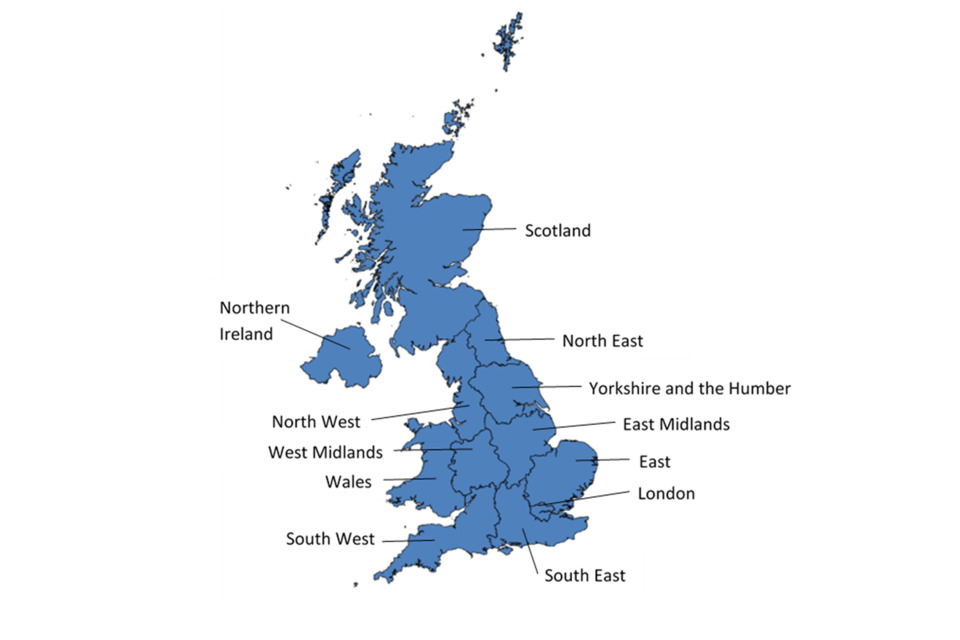 Scotland
Northern
Ireland
North East
Yorkshire and the Humber
North West
East Midlands
West Midlands
East
Wales
London
South West
South East